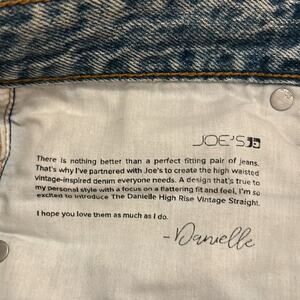 JOE'S
There is nothing better than a perfect fitting pair of jeans.
That's why I've partnered with Joe's to create the high waisted
vintage-inspired denim everyone needs. A design that's true to
my personal style with a focus on a flattering fit and feel, I'm so
excited to introduce The Danielle High Rise Vintage Straight.
I hope you love them as much as I do.
-Danielle